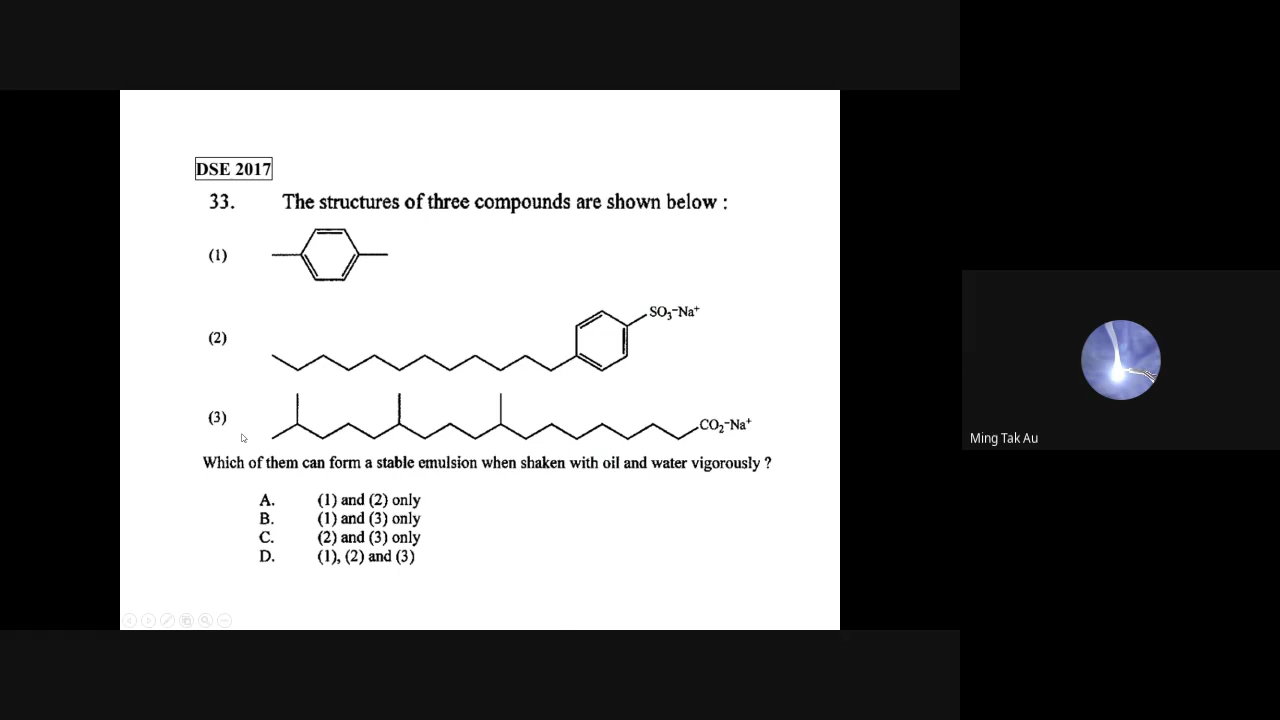 DSE 2017
33. The structures of three compounds are shown below :
(1)
(2) SO₃⁻Na⁺
(3) CO₂⁻Na⁺
Which of them can form a stable emulsion when shaken with oil and water vigorously ?
A. (1) and (2) only
B. (1) and (3) only
C. (2) and (3) only
D. (1), (2) and (3)
Ming Tak Au